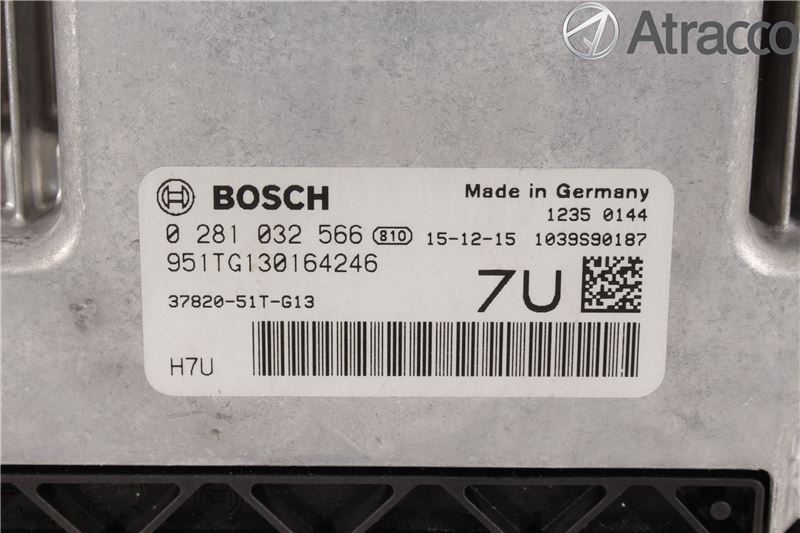 Atracco
BOSCH
Made in Germany
1235 0144
0 281 032 566 810 15-12-15 1039S90187
951TG130164246
7U
37820-51T-G13
H7U